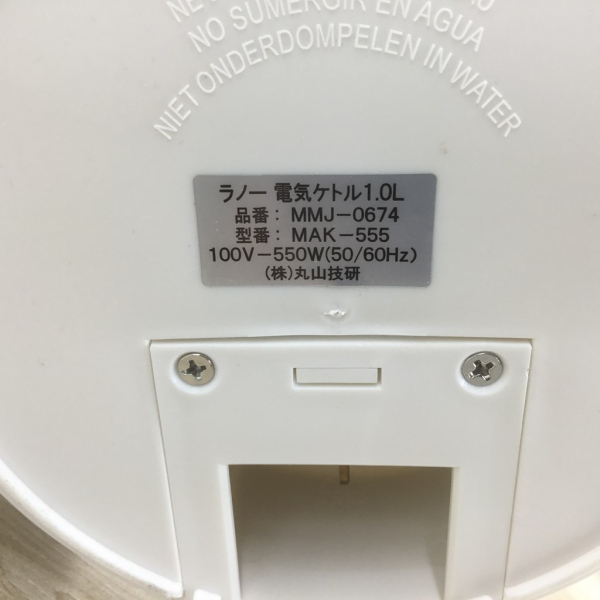 NO SUMERGIR EN AGUA
NIET ONDERDOMPELEN IN WATER
ラノー 電気ケトル1.0L
品番： MMJ-0674
型番： MAK-555
100V-550W(50/60Hz)
(株)丸山技研